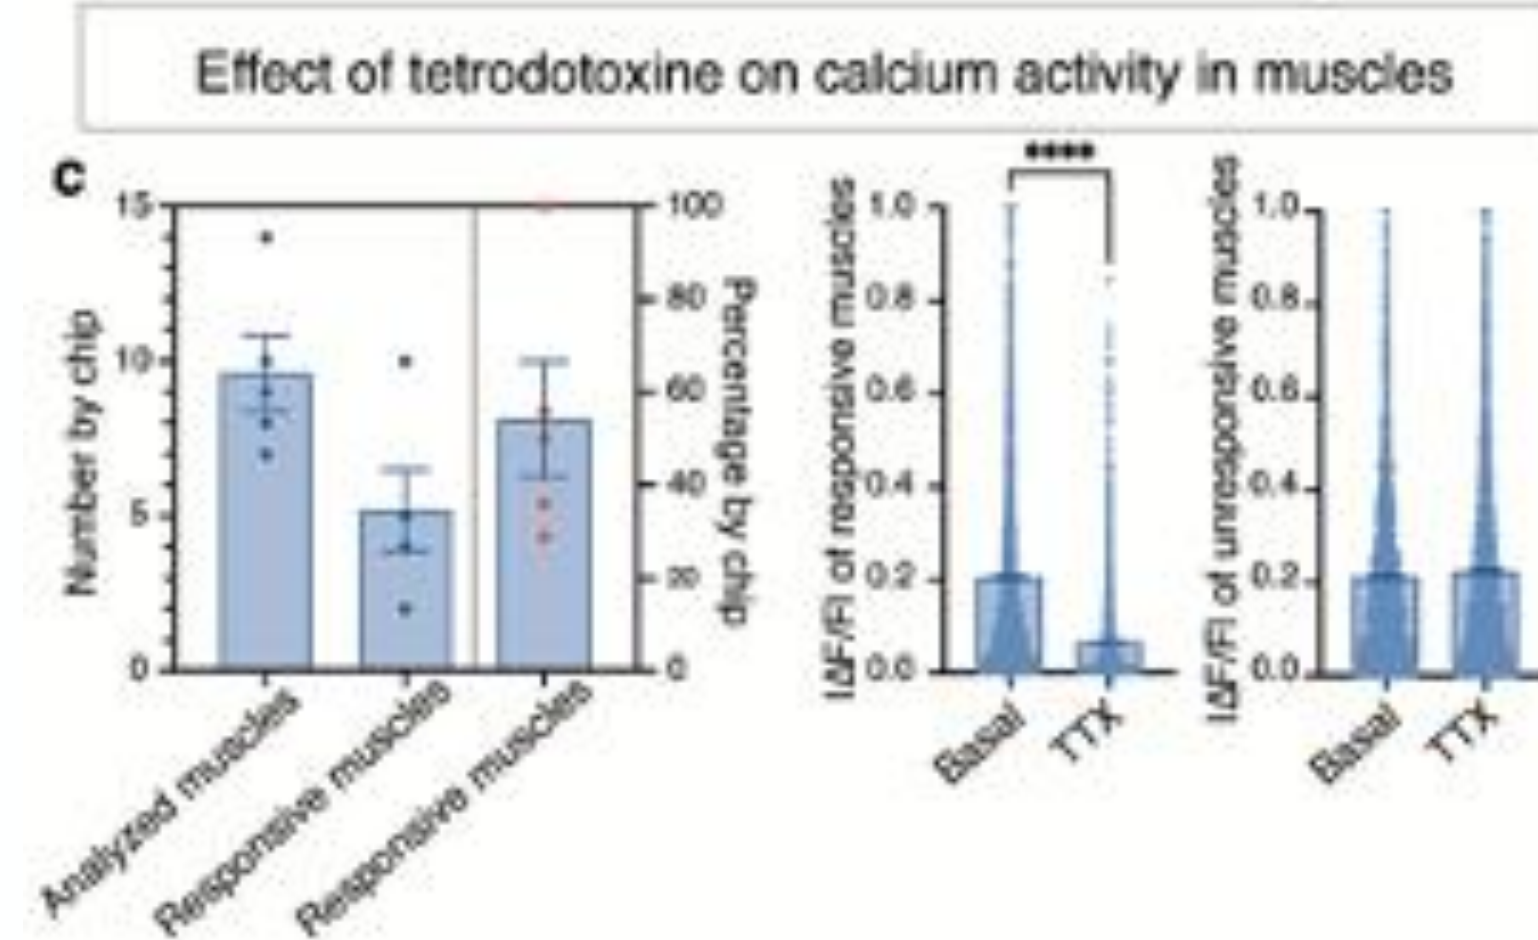 Effect of tetrodotoxine on calcium activity in muscles
c
Number by chip
15
10
5
0
100
80
60
40
20
0
Percentage by chip
Analyzed muscles
Responsive muscles
Responsive muscles
****
|ΔF/F| of responsive muscles
1.0
0.8
0.6
0.4
0.2
0.0
Basal
TTX
|ΔF/F| of unresponsive muscles
1.0
0.8
0.6
0.4
0.2
0.0
Basal
TTX